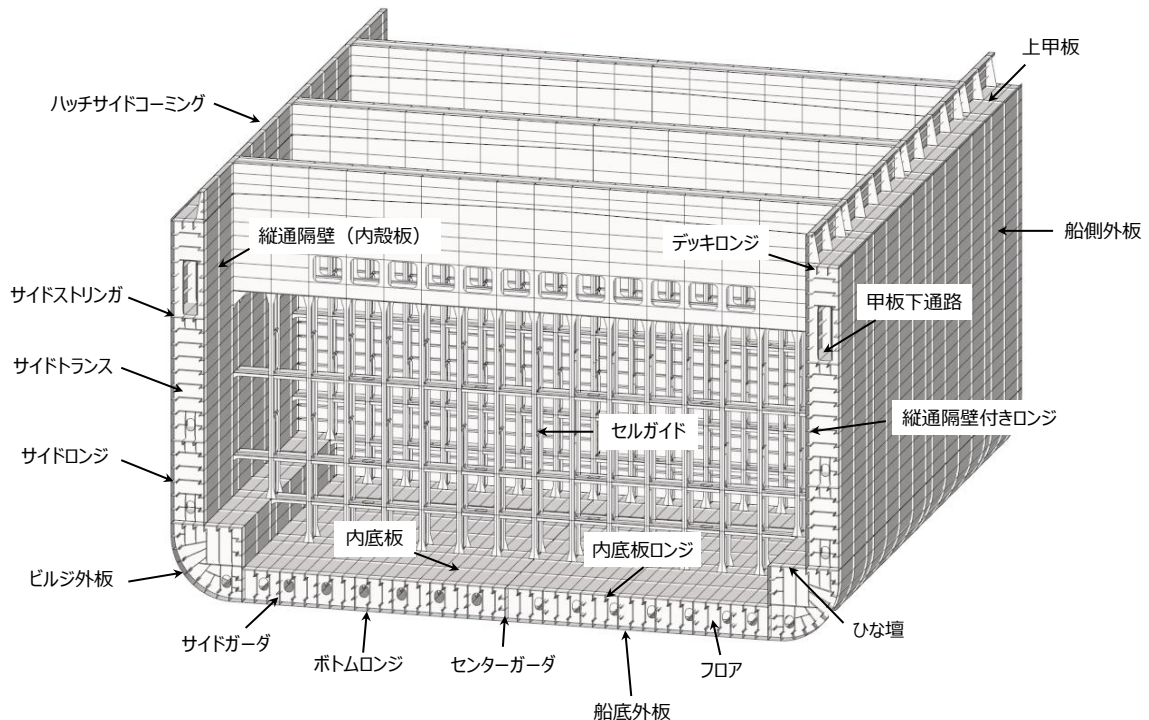 上甲板
ハッチサイドコーミング
船側外板
縦通隔壁（内殻板）
デッキロンジ
サイドストリンガ
甲板下通路
サイドトランス
縦通隔壁付きロンジ
セルガイド
サイドロンジ
内底板
内底板ロンジ
ビルジ外板
ひな壇
サイドガーダ
ボトムロンジ
センターガーダ
フロア
船底外板